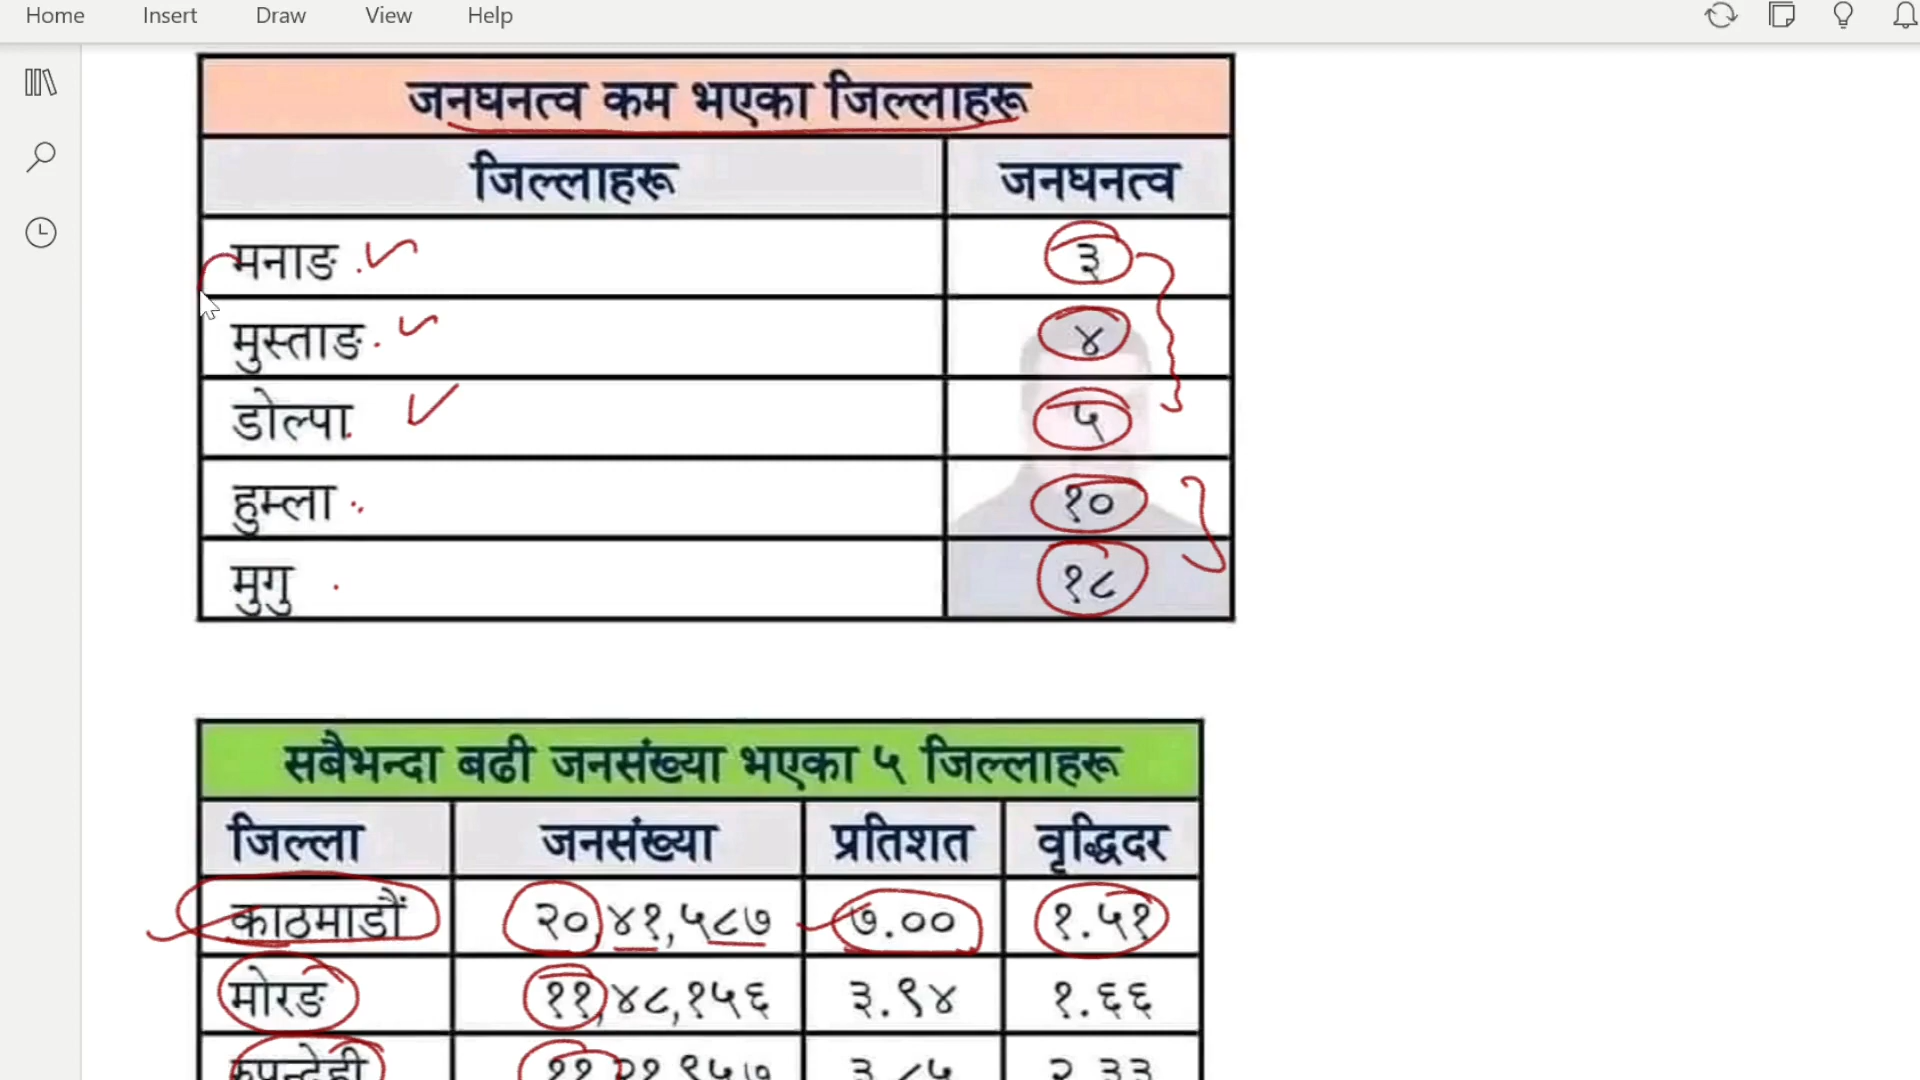 Home Insert Draw View Help
जनघनत्व कम भएका जिल्लाहरू
जिल्लाहरू जनघनत्व
मनाङ ३
मुस्ताङ ४
डोल्पा ५
हुम्ला १०
मुगु १८
सबैभन्दा बढी जनसंख्या भएका ५ जिल्लाहरू
जिल्ला जनसंख्या प्रतिशत वृद्धिदर
काठमाडौं २०,४१,५८७ ७.०० १.५१
मोरङ ११,४८,१५६ ३.९४ १.६६
रुपन्देही